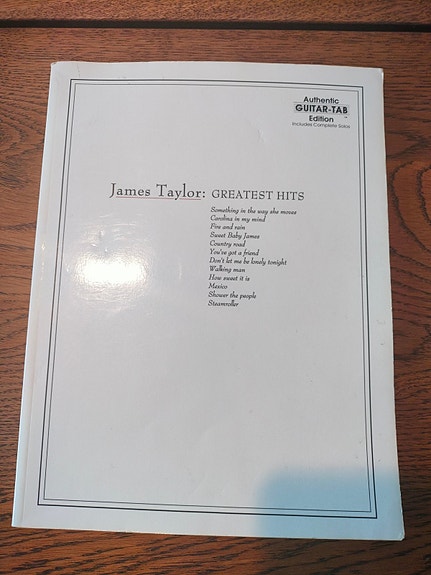 Authentic
GUITAR-TAB
Edition
Includes Complete Solos
James Taylor: GREATEST HITS
Something in the way she moves
Carolina in my mind
Fire and rain
Sweet Baby James
Country road
You've got a friend
Don't let me be lonely tonight
Walking man
How sweet it is
Mexico
Shower the people
Steamroller